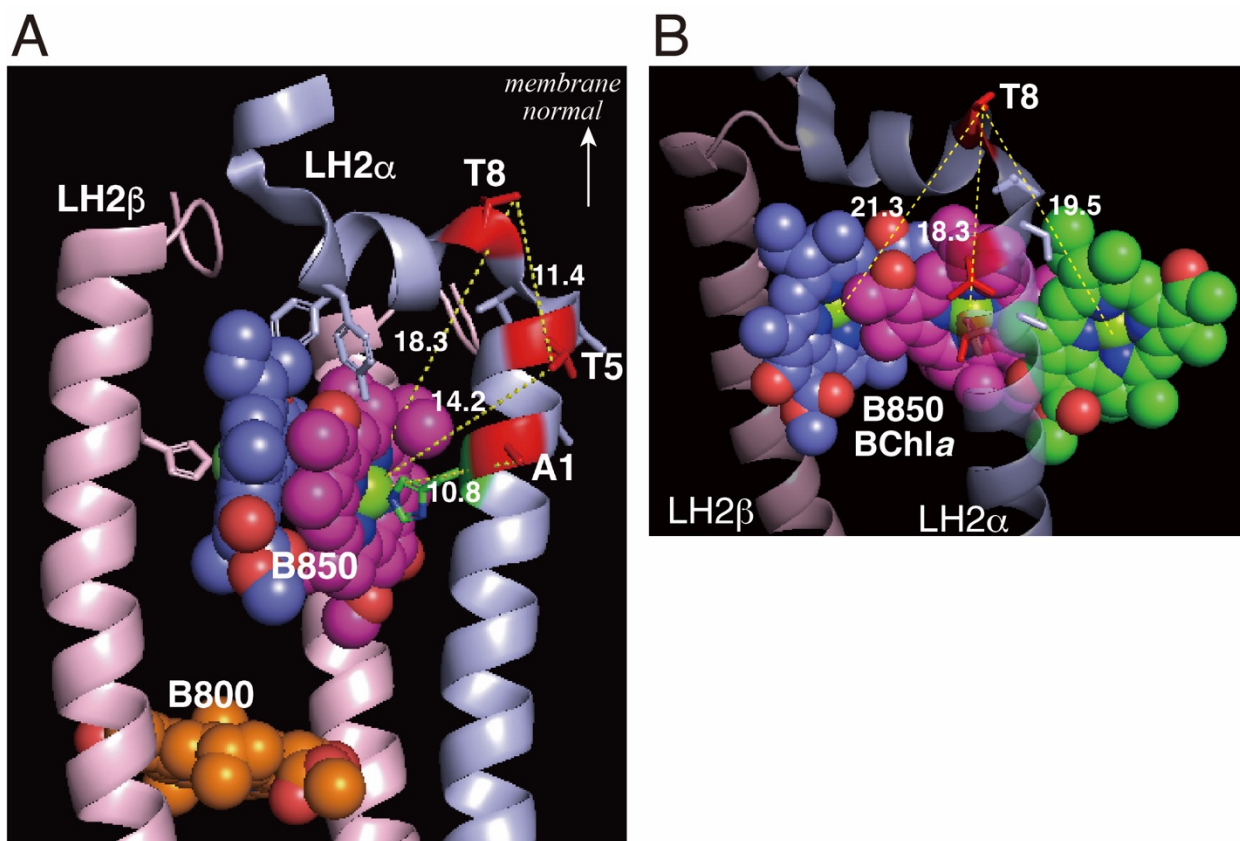 A
membrane
normal
LH2α
LH2β
T8
11.4
18.3
T5
14.2
A1
10.8
B850
B800
B
T8
21.3
19.5
18.3
B850
BChla
LH2β
LH2α